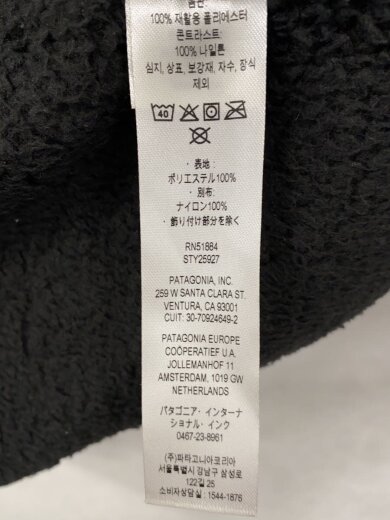 100% 재활용 폴리에스터
콘트라스트:
100% 나일론
심지, 상표, 보강재, 자수, 장식
제외
40
・表地:
ポリエステル100%
・別布:
ナイロン100%
・飾り付け部分を除く
RN51884
STY25927
PATAGONIA, INC.
259 W SANTA CLARA ST.
VENTURA, CA 93001
CUIT: 30-70924649-2
PATAGONIA EUROPE
COÖPERATIEF U.A.
JOLLEMANHOF 11
AMSTERDAM, 1019 GW
NETHERLANDS
パタゴニア・インターナ
ショナル・インク
0467-23-8961
(주)파타고니아코리아
서울특별시 강남구 삼성로
122길 25
소비자상담실: 1544-1876